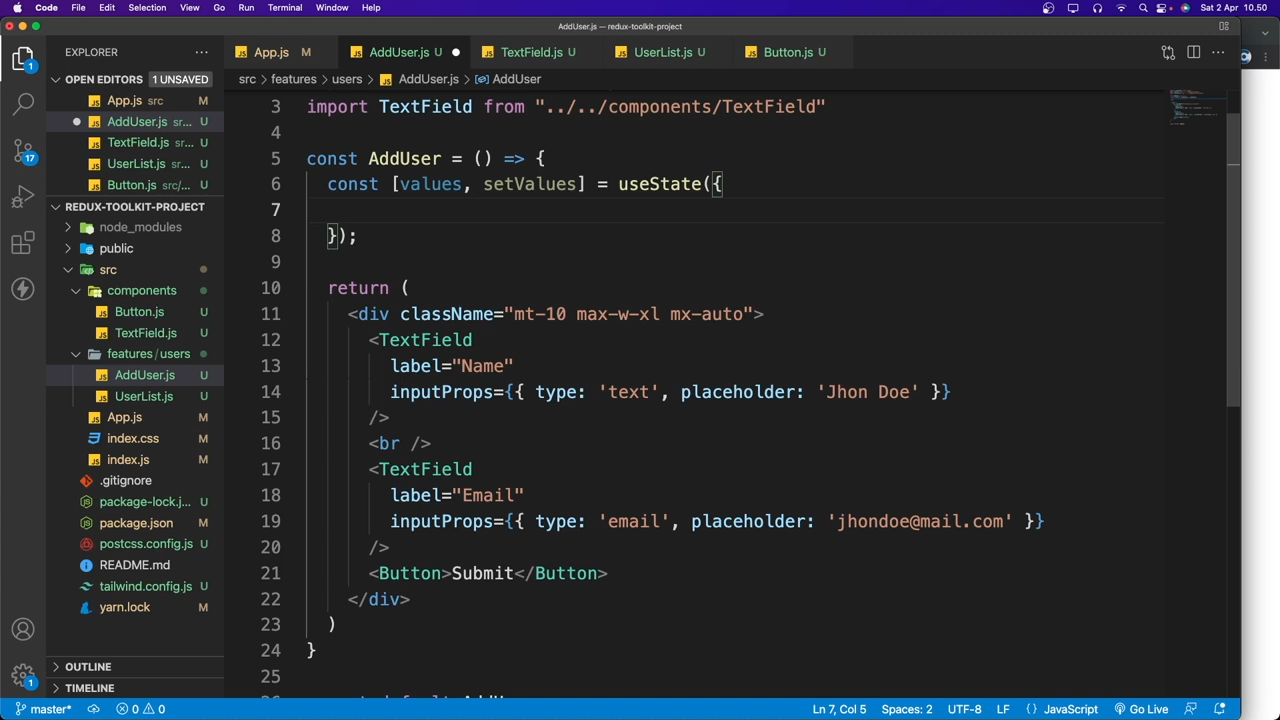 Code File Edit Selection View Go Run Terminal Window Help Sat 2 Apr 10.50
AddUser.js — redux-toolkit-project
EXPLORER
App.js M AddUser.js U TextField.js U UserList.js U Button.js U
OPEN EDITORS 1 UNSAVED
src > features > users > AddUser.js > AddUser
App.js src M
AddUser.js sr... U
TextField.js sr... U
UserList.js sr... U
Button.js src/... U
REDUX-TOOLKIT-PROJECT
node_modules
public
src
components
Button.js U
TextField.js U
features/users
AddUser.js U
UserList.js U
App.js M
index.css M
index.js M
.gitignore
package-lock.j... U
package.json M
postcss.config.js U
README.md
tailwind.config.js U
yarn.lock M
OUTLINE
TIMELINE
1
17
1
3 import TextField from "../../components/TextField"
4
5 const AddUser = () => {
6 const [values, setValues] = useState({
7
8 });
9
10 return (
11 <div className="mt-10 max-w-xl mx-auto">
12 <TextField
13 label="Name"
14 inputProps={{ type: 'text', placeholder: 'Jhon Doe' }}
15 />
16 <br />
17 <TextField
18 label="Email"
19 inputProps={{ type: 'email', placeholder: 'jhondoe@mail.com' }}
20 />
21 <Button>Submit</Button>
22 </div>
23 )
24 }
25
master* 0 0 Ln 7, Col 5 Spaces: 2 UTF-8 LF {} JavaScript Go Live